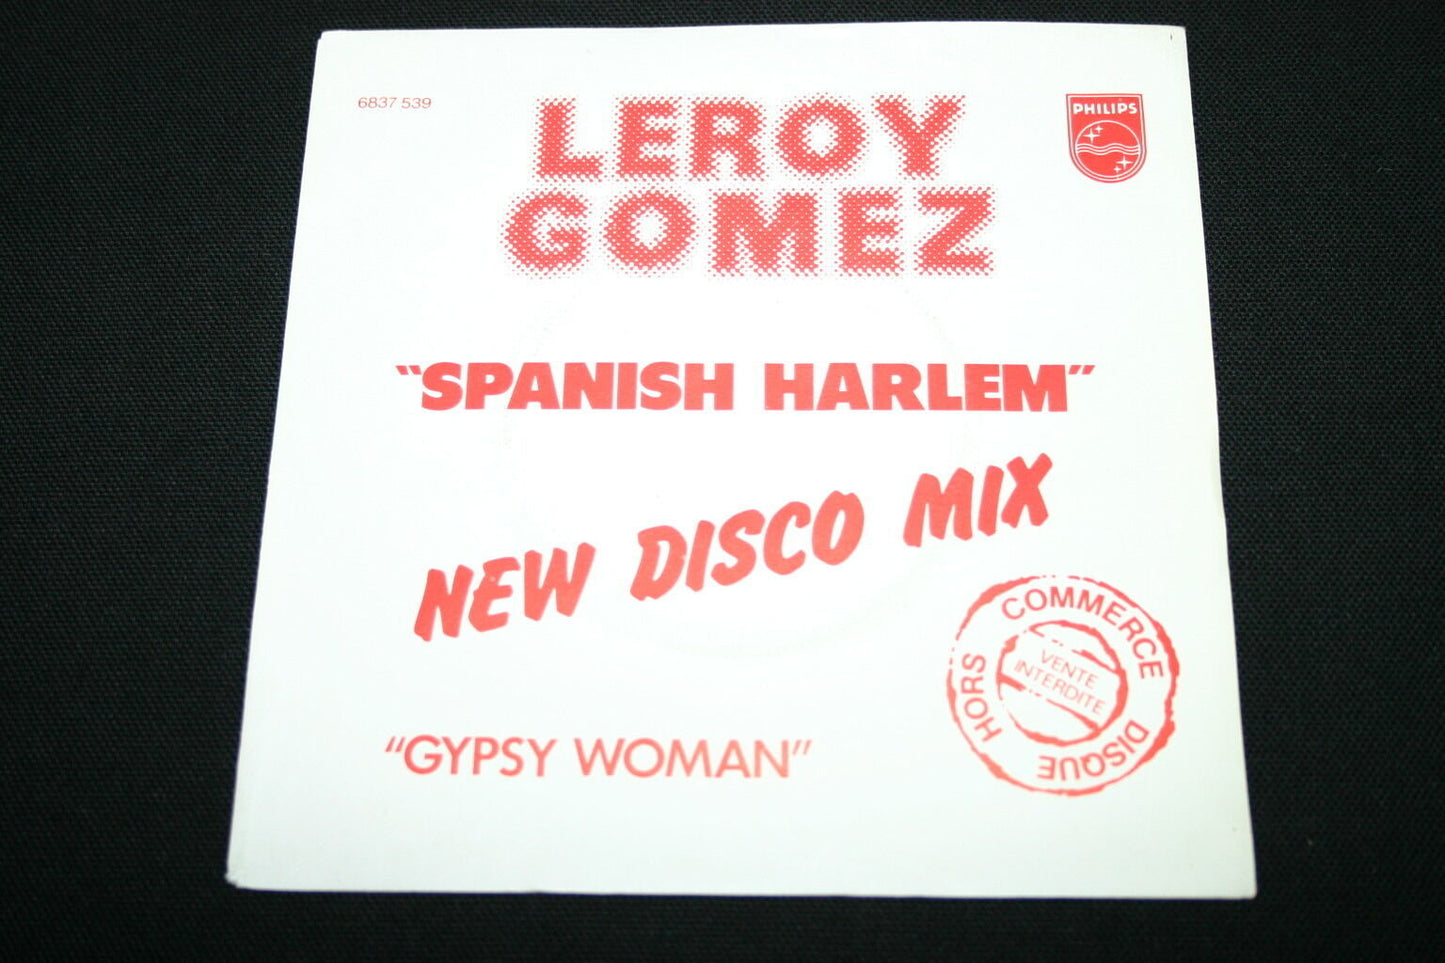 6837 539
LEROY
GOMEZ
PHILIPS
"SPANISH HARLEM"
NEW DISCO MIX
DISQUE HORS COMMERCE
VENTE
INTERDITE
"GYPSY WOMAN"